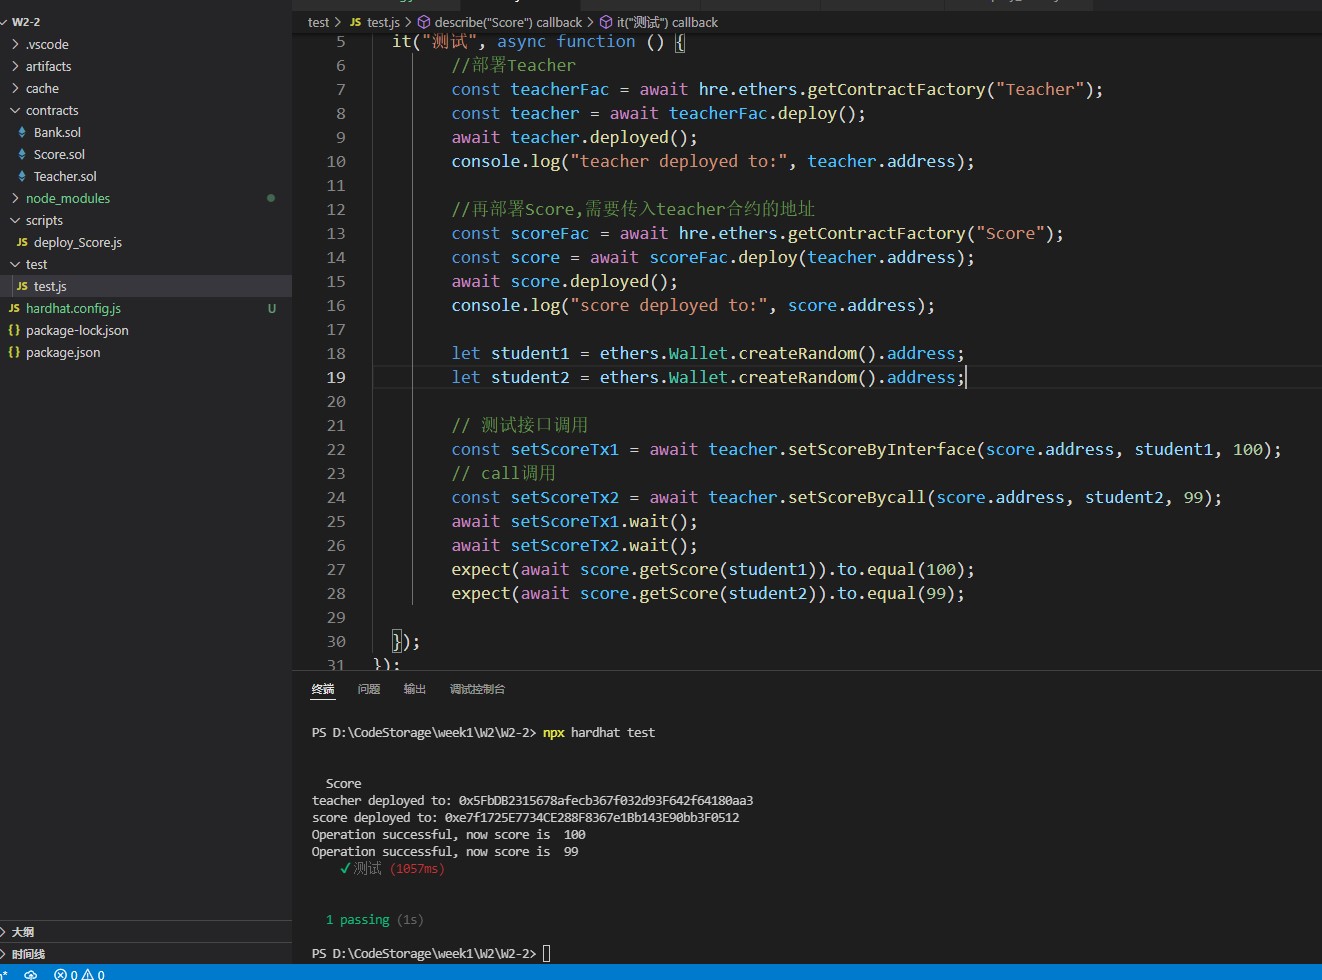 W2-2
.vscode
artifacts
cache
contracts
Bank.sol
Score.sol
Teacher.sol
node_modules
scripts
JS deploy_Score.js
test
JS test.js
JS hardhat.config.js U
{} package-lock.json
{} package.json
大纲
时间线
test > JS test.js > describe("Score") callback > it("测试") callback
5 it("测试", async function () {
6 //部署Teacher
7 const teacherFac = await hre.ethers.getContractFactory("Teacher");
8 const teacher = await teacherFac.deploy();
9 await teacher.deployed();
10 console.log("teacher deployed to:", teacher.address);
11
12 //再部署Score,需要传入teacher合约的地址
13 const scoreFac = await hre.ethers.getContractFactory("Score");
14 const score = await scoreFac.deploy(teacher.address);
15 await score.deployed();
16 console.log("score deployed to:", score.address);
17
18 let student1 = ethers.Wallet.createRandom().address;
19 let student2 = ethers.Wallet.createRandom().address;
20
21 // 测试接口调用
22 const setScoreTx1 = await teacher.setScoreByInterface(score.address, student1, 100);
23 // call调用
24 const setScoreTx2 = await teacher.setScoreBycall(score.address, student2, 99);
25 await setScoreTx1.wait();
26 await setScoreTx2.wait();
27 expect(await score.getScore(student1)).to.equal(100);
28 expect(await score.getScore(student2)).to.equal(99);
29
30 });
31 });
终端 问题 输出 调试控制台
PS D:\CodeStorage\week1\W2\W2-2> npx hardhat test
Score
teacher deployed to: 0x5FbDB2315678afecb367f032d93F642f64180aa3
score deployed to: 0xe7f1725E7734CE288F8367e1Bb143E90bb3F0512
Operation successful, now score is 100
Operation successful, now score is 99
✓测试 (1057ms)
1 passing (1s)
PS D:\CodeStorage\week1\W2\W2-2>
0 0